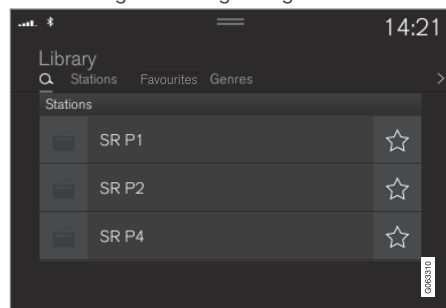 14:21
Library
Stations Favourites Genres
Stations
SR P1
SR P2
SR P4
G063310